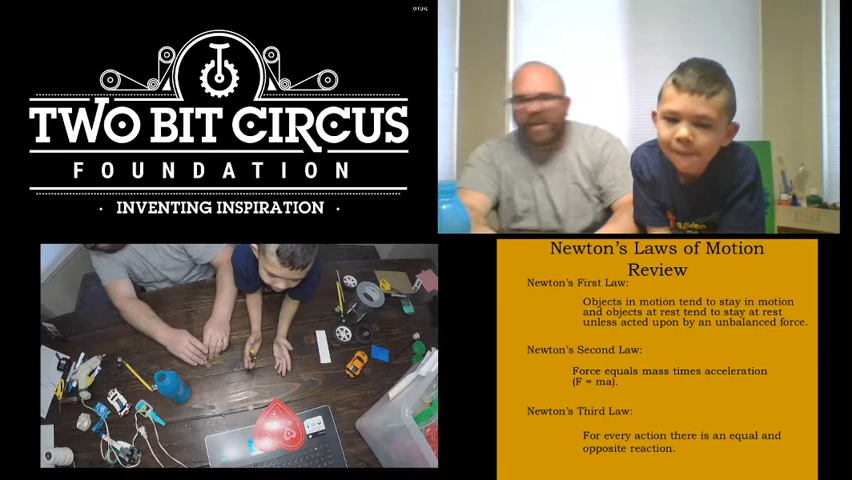 TWO BIT CIRCUS
FOUNDATION
· INVENTING INSPIRATION ·
Newton's Laws of Motion
Review
Newton's First Law:
Objects in motion tend to stay in motion
and objects at rest tend to stay at rest
unless acted upon by an unbalanced force.
Newton's Second Law:
Force equals mass times acceleration
(F = ma).
Newton's Third Law:
For every action there is an equal and
opposite reaction.